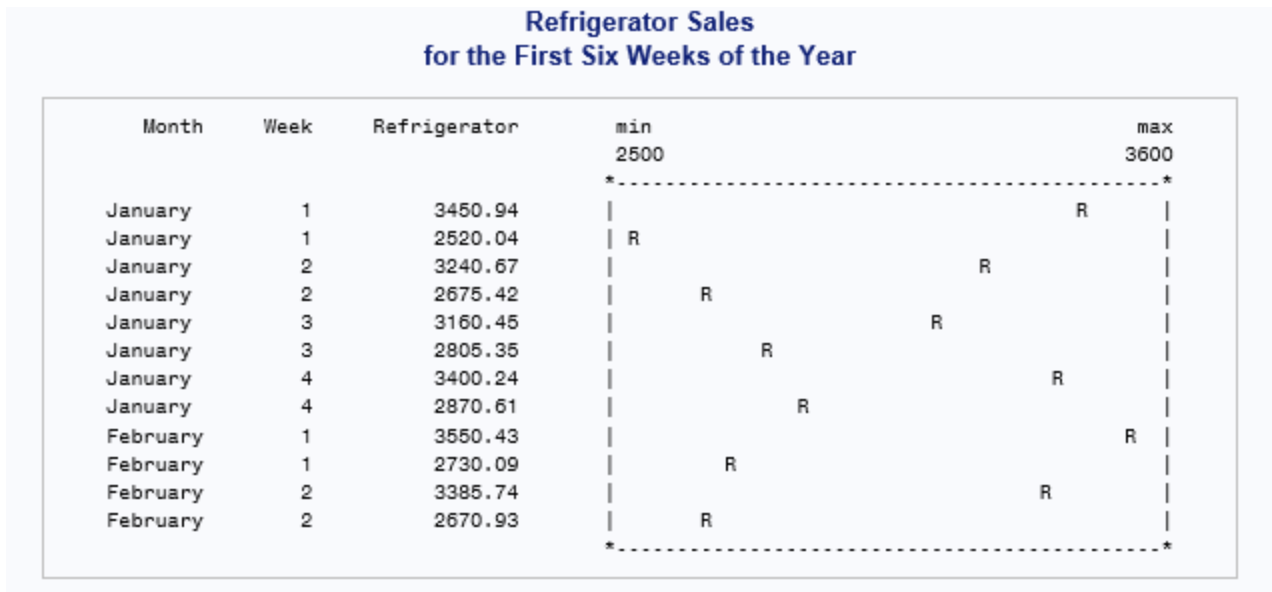 Refrigerator Sales
for the First Six Weeks of the Year
Month Week Refrigerator min max
2500 3600
*---------------------------------------------*
January 1 3450.94 | R |
January 1 2520.04 | R |
January 2 3240.67 | R |
January 2 2675.42 | R |
January 3 3160.45 | R |
January 3 2805.35 | R |
January 4 3400.24 | R |
January 4 2870.61 | R |
February 1 3550.43 | R |
February 1 2730.09 | R |
February 2 3385.74 | R |
February 2 2670.93 | R |
*---------------------------------------------*